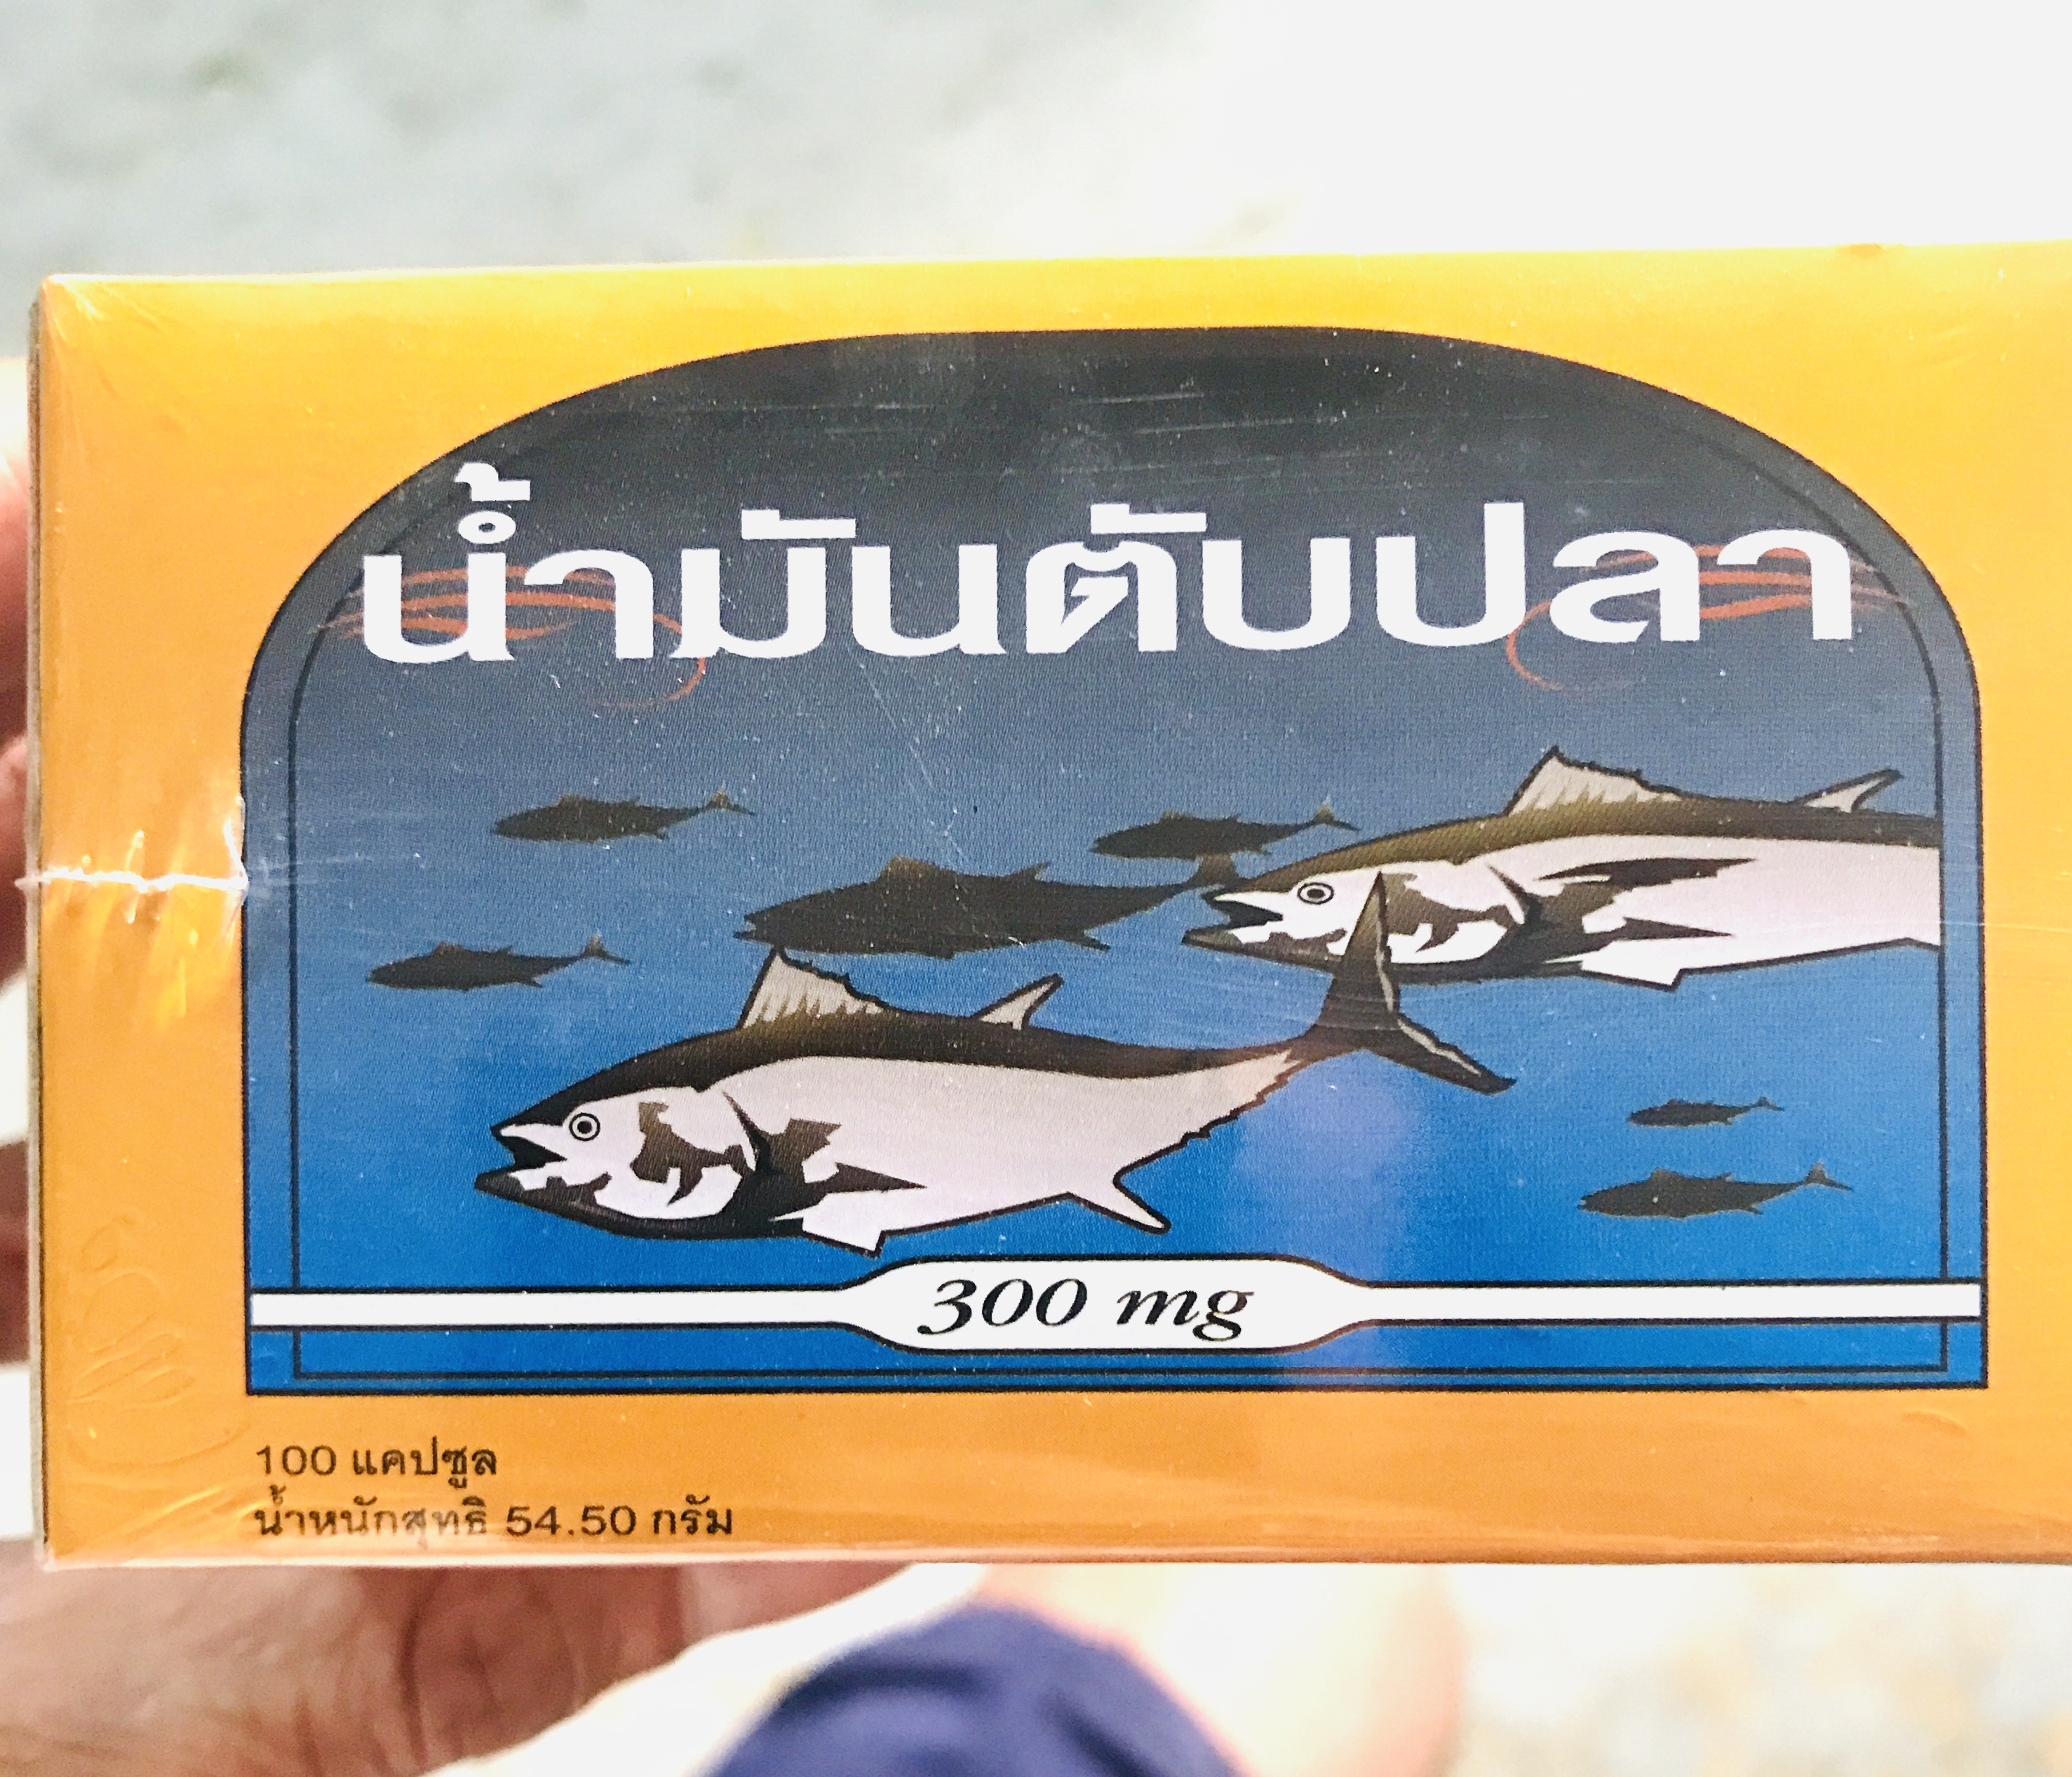 น้ำมันตับปลา
300 mg
100 แคปซูล
น้ำหนักสุทธิ 54.50 กรัม